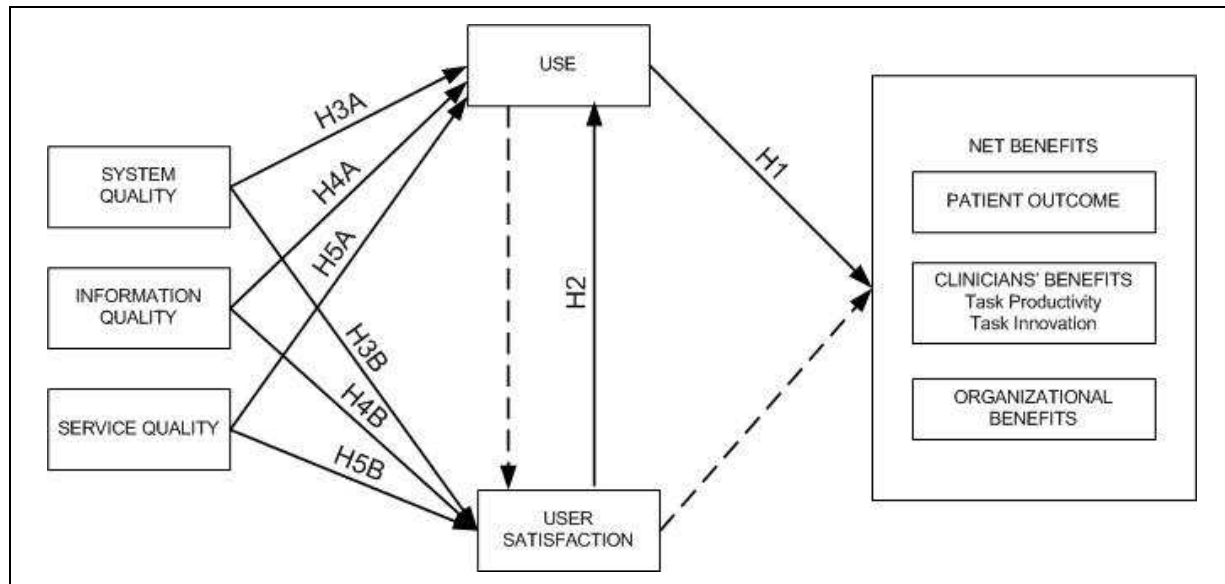 USE
H3A
H4A
H5A
H1
SYSTEM
QUALITY
NET BENEFITS
PATIENT OUTCOME
INFORMATION
QUALITY
H2
CLINICIANS' BENEFITS
Task Productivity
Task Innovation
H3B
H4B
H5B
SERVICE QUALITY
ORGANIZATIONAL
BENEFITS
USER
SATISFACTION